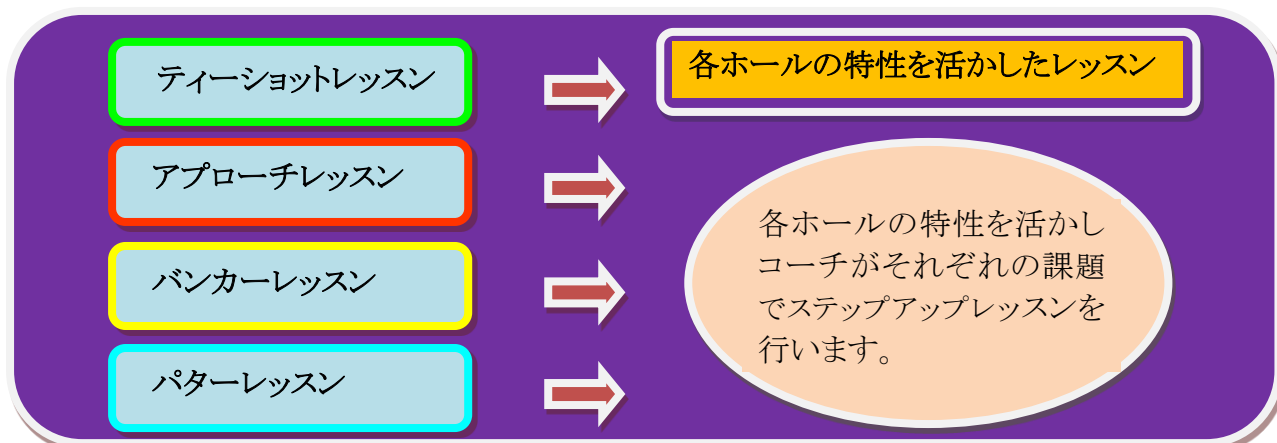 ティーショットレッスン
アプローチレッスン
バンカーレッスン
パターレッスン
各ホールの特性を活かしたレッスン
各ホールの特性を活かし
コーチがそれぞれの課題
でステップアップレッスンを
行います。